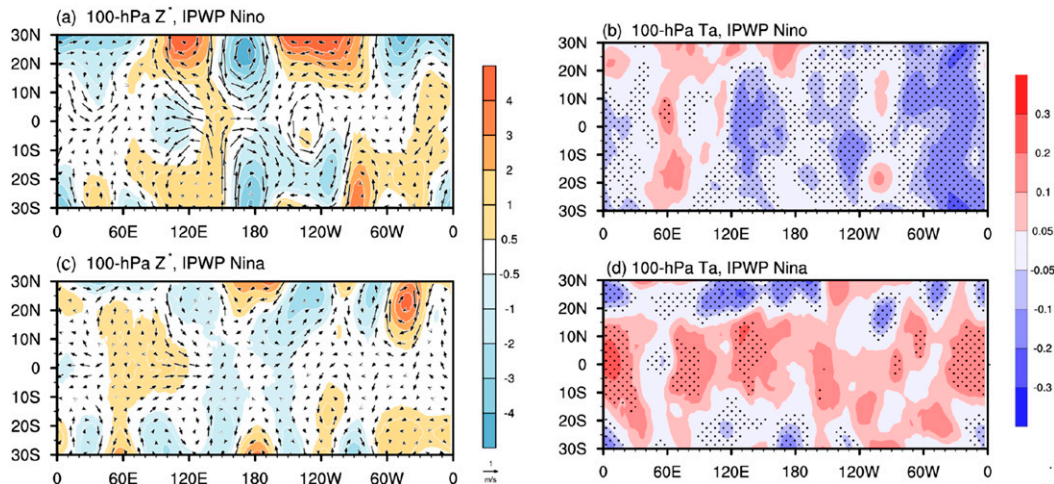 (a) 100-hPa Z*, IPWP Nino
30N
20N
10N
0
10S
20S
30S
0 60E 120E 180 120W 60W 0
(b) 100-hPa Ta, IPWP Nino
30N
20N
10N
0
10S
20S
30S
0 60E 120E 180 120W 60W 0
(c) 100-hPa Z*, IPWP Nina
30N
20N
10N
0
10S
20S
30S
0 60E 120E 180 120W 60W 0
4
3
2
1
0.5
-0.5
-1
-2
-3
-4
1
m/s
(d) 100-hPa Ta, IPWP Nina
30N
20N
10N
0
10S
20S
30S
0 60E 120E 180 120W 60W 0
0.3
0.2
0.1
0.05
-0.05
-0.1
-0.2
-0.3